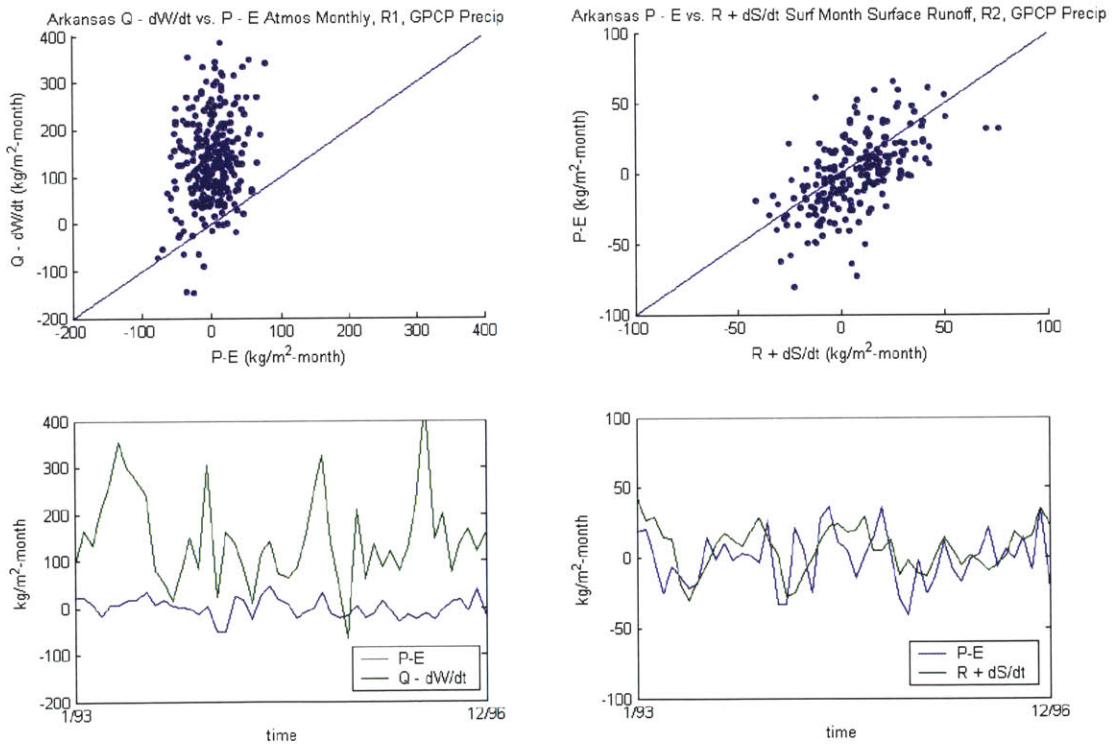 Arkansas Q - dW/dt vs. P - E Atmos Monthly, R1, GPCP Precip
400
300
200
100
0
-100
-200
Q - dW/dt (kg/m²-month)
-200
-100
0
100
200
300
400
P-E (kg/m²-month)
Arkansas P - E vs. R + dS/dt Surf Month Surface Runoff, R2, GPCP Precip
100
50
0
-50
-100
P-E (kg/m²-month)
-100
-50
0
50
100
R + dS/dt (kg/m²-month)
400
300
200
100
0
-100
-200
kg/m²-month
P-E
Q - dW/dt
1/93
12/96
time
100
50
0
-50
-100
kg/m²-month
P-E
R + dS/dt
1/93
12/96
time